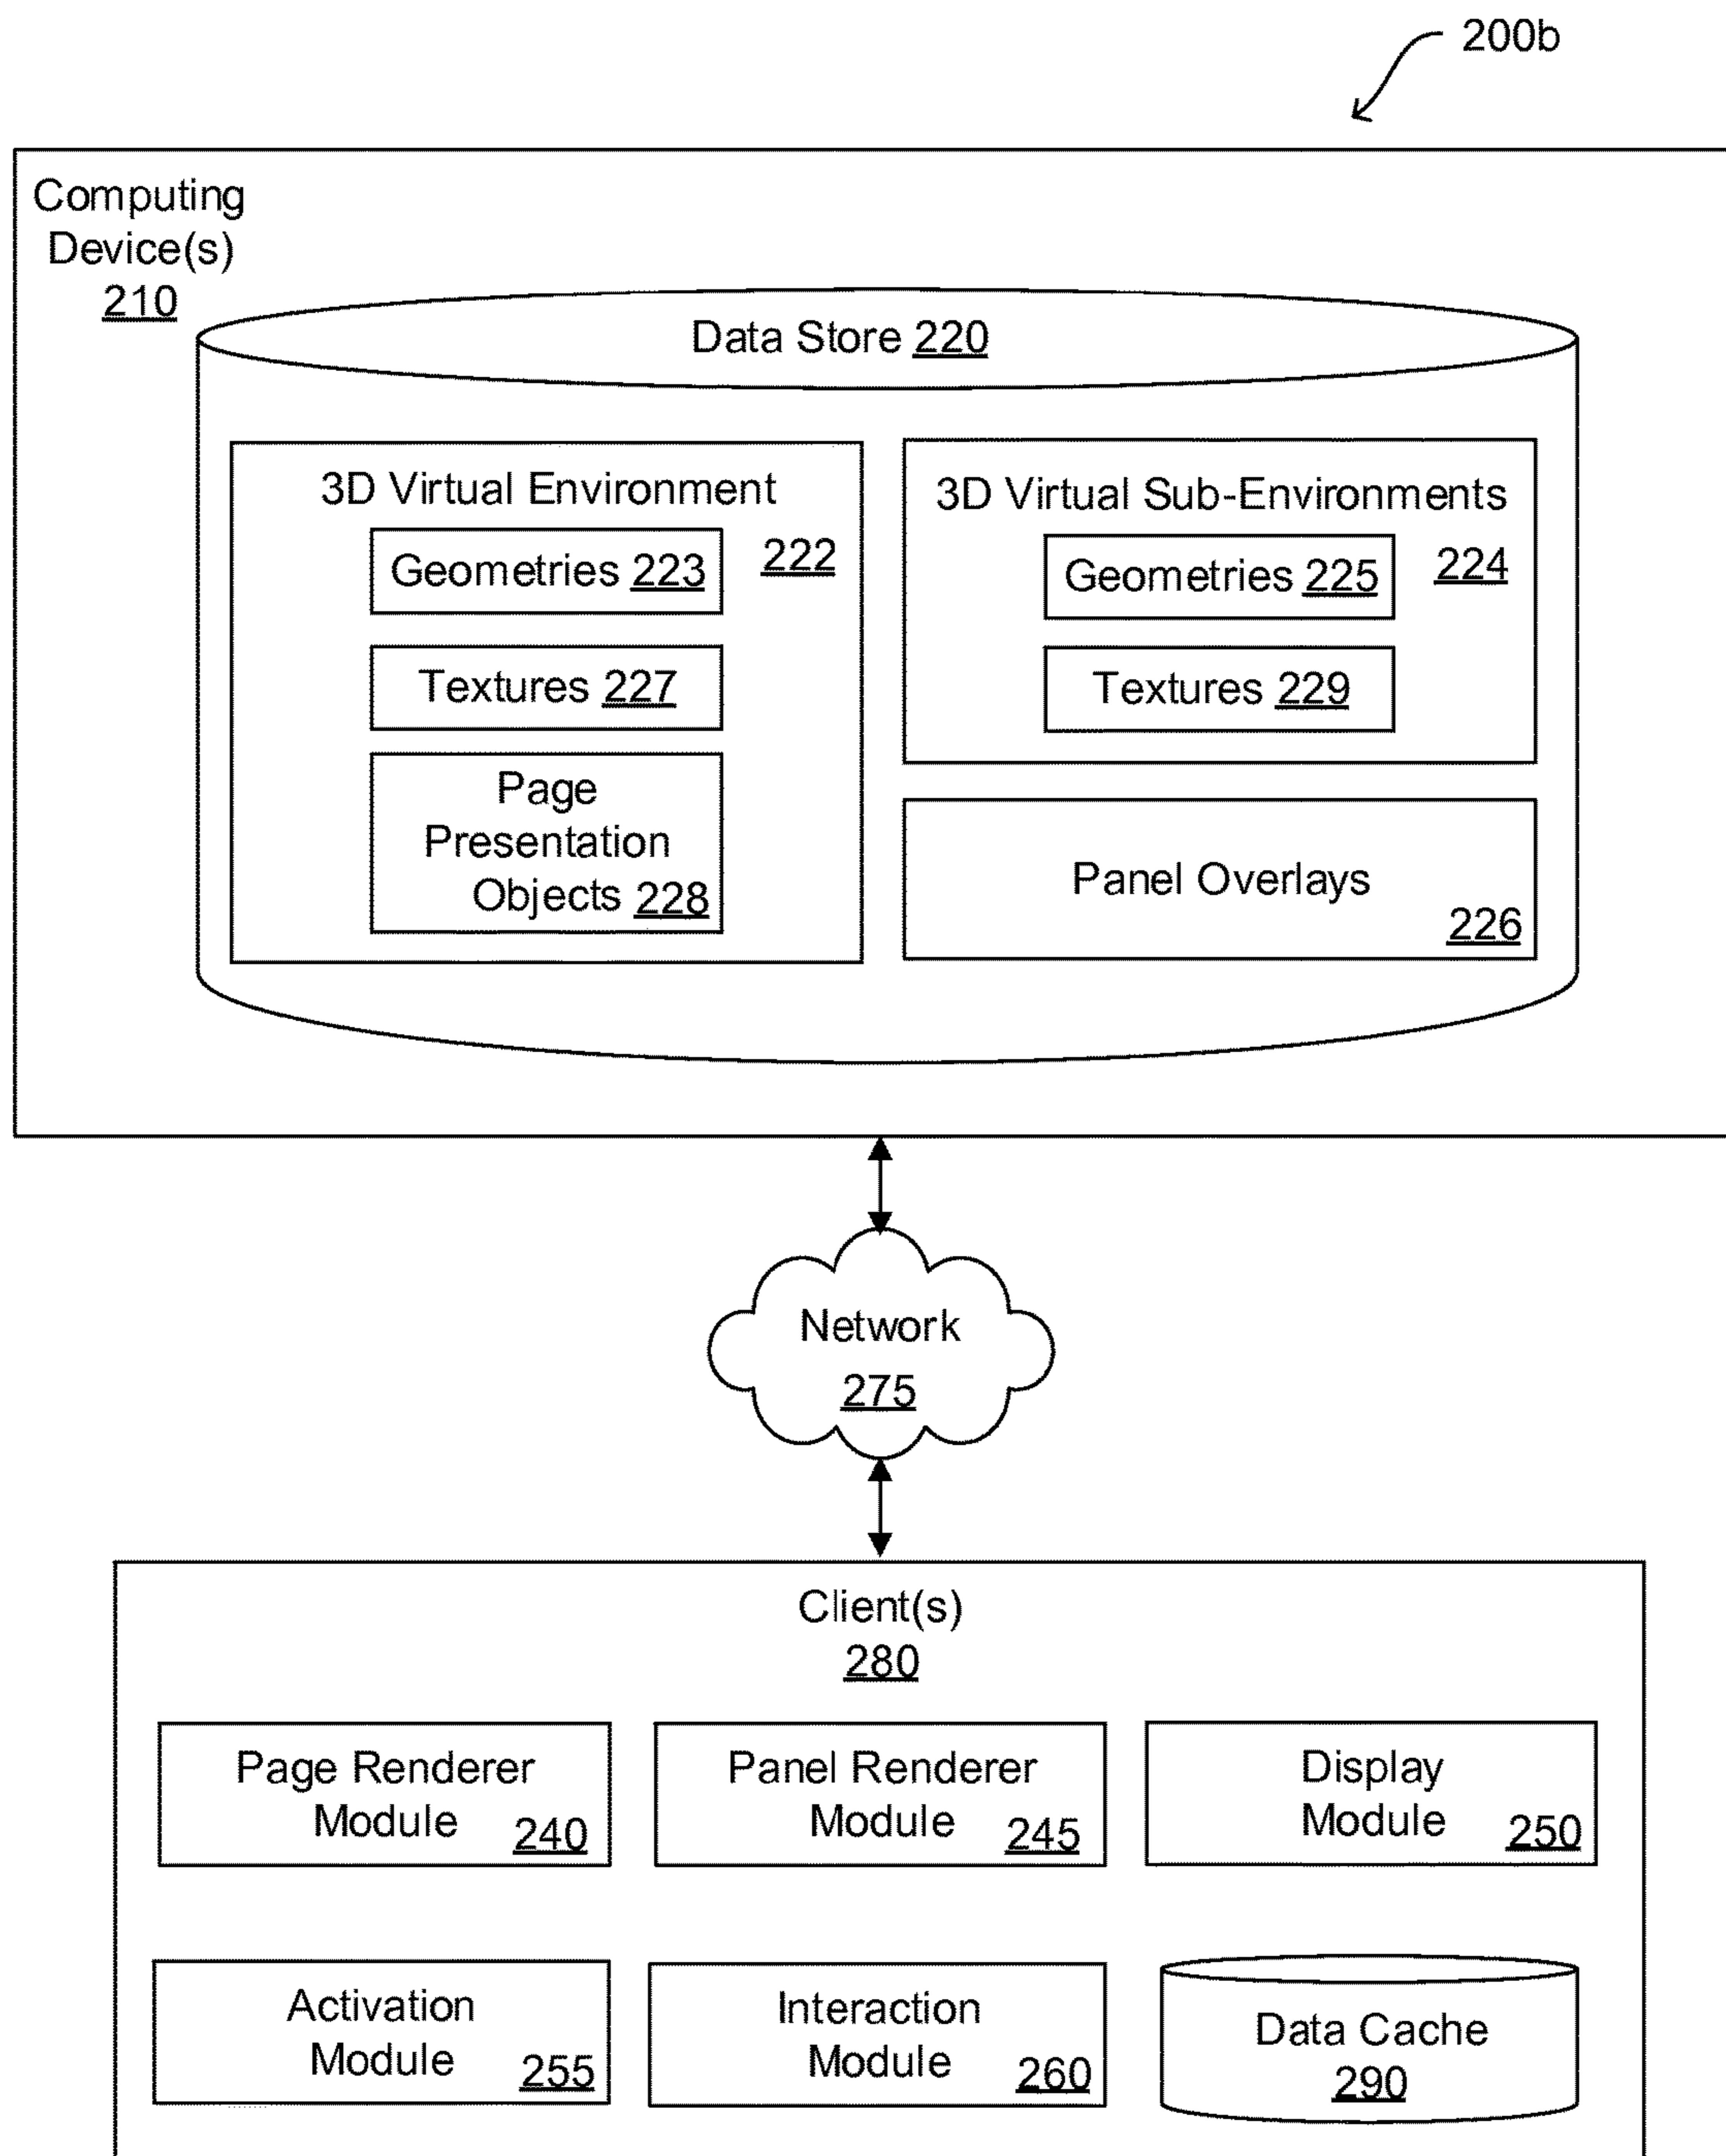 200b
Computing
Device(s)
210
Data Store 220
3D Virtual Environment
222
Geometries 223
Textures 227
Page
Presentation
Objects 228
3D Virtual Sub-Environments
224
Geometries 225
Textures 229
Panel Overlays
226
Network
275
Client(s)
280
Page Renderer
Module 240
Panel Renderer
Module 245
Display
Module 250
Activation
Module 255
Interaction
Module 260
Data Cache
290